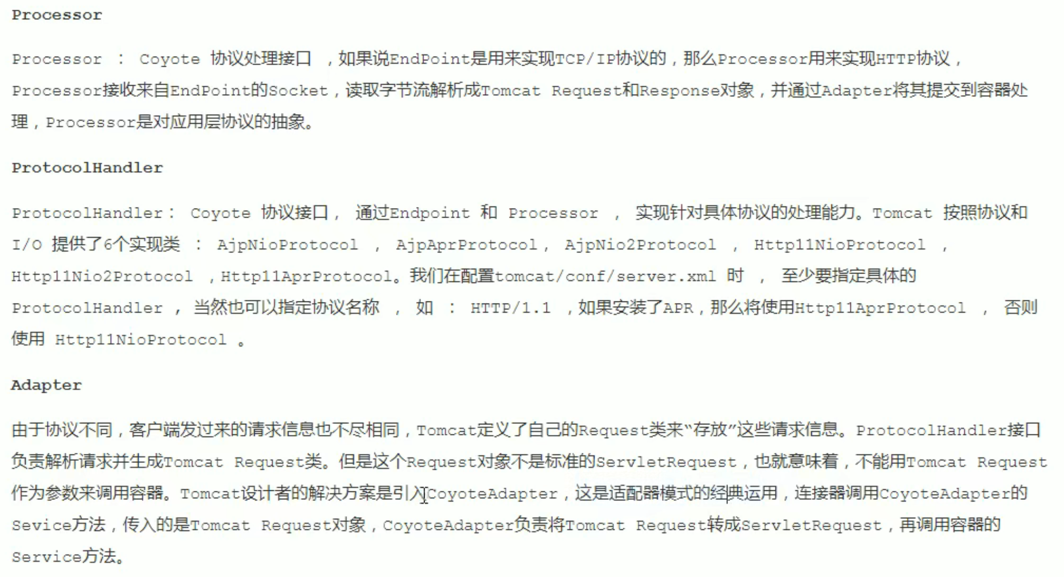 Processor
Processor ： Coyote 协议处理接口 ，如果说EndPoint是用来实现TCP/IP协议的，那么Processor用来实现HTTP协议，
Processor接收来自EndPoint的Socket，读取字节流解析成Tomcat Request和Response对象，并通过Adapter将其提交到容器处
理，Processor是对应用层协议的抽象。
ProtocolHandler
ProtocolHandler： Coyote 协议接口， 通过Endpoint 和 Processor ， 实现针对具体协议的处理能力。Tomcat 按照协议和
I/O 提供了6个实现类 ： AjpNioProtocol ， AjpAprProtocol， AjpNio2Protocol ， Http11NioProtocol ，
Http11Nio2Protocol ，Http11AprProtocol。我们在配置tomcat/conf/server.xml 时 ， 至少要指定具体的
ProtocolHandler , 当然也可以指定协议名称 ， 如 ： HTTP/1.1 ，如果安装了APR，那么将使用Http11AprProtocol ， 否则
使用 Http11NioProtocol 。
Adapter
由于协议不同，客户端发过来的请求信息也不尽相同，Tomcat定义了自己的Request类来“存放”这些请求信息。ProtocolHandler接口
负责解析请求并生成Tomcat Request类。但是这个Request对象不是标准的ServletRequest，也就意味着，不能用Tomcat Request
作为参数来调用容器。Tomcat设计者的解决方案是引入CoyoteAdapter，这是适配器模式的经典运用，连接器调用CoyoteAdapter的
Sevice方法，传入的是Tomcat Request对象，CoyoteAdapter负责将Tomcat Request转成ServletRequest，再调用容器的
Service方法。